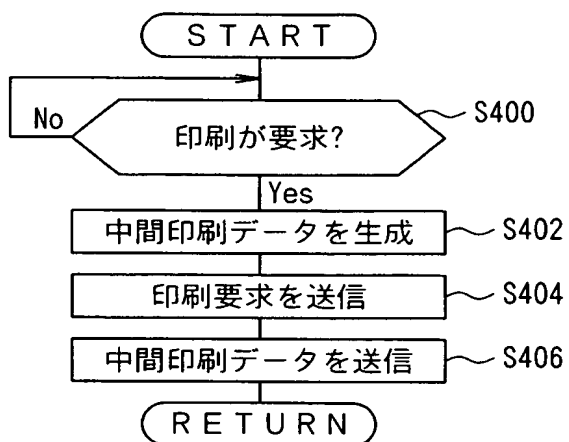 START
No
印刷が要求?
S400
Yes
中間印刷データを生成
S402
印刷要求を送信
S404
中間印刷データを送信
S406
RETURN